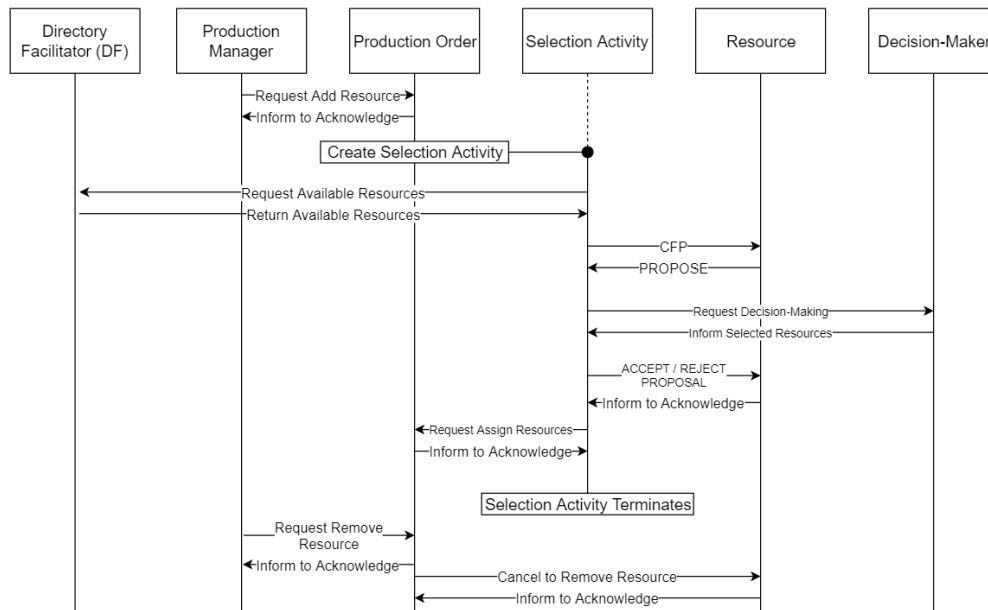 Directory
Facilitator (DF)
Production
Manager
Production Order
Selection Activity
Resource
Decision-Maker
Request Add Resource
Inform to Acknowledge
Create Selection Activity
Request Available Resources
Return Available Resources
CFP
PROPOSE
Request Decision-Making
Inform Selected Resources
ACCEPT / REJECT
PROPOSAL
Inform to Acknowledge
Request Assign Resources
Inform to Acknowledge
Selection Activity Terminates
Request Remove
Resource
Inform to Acknowledge
Cancel to Remove Resource
Inform to Acknowledge